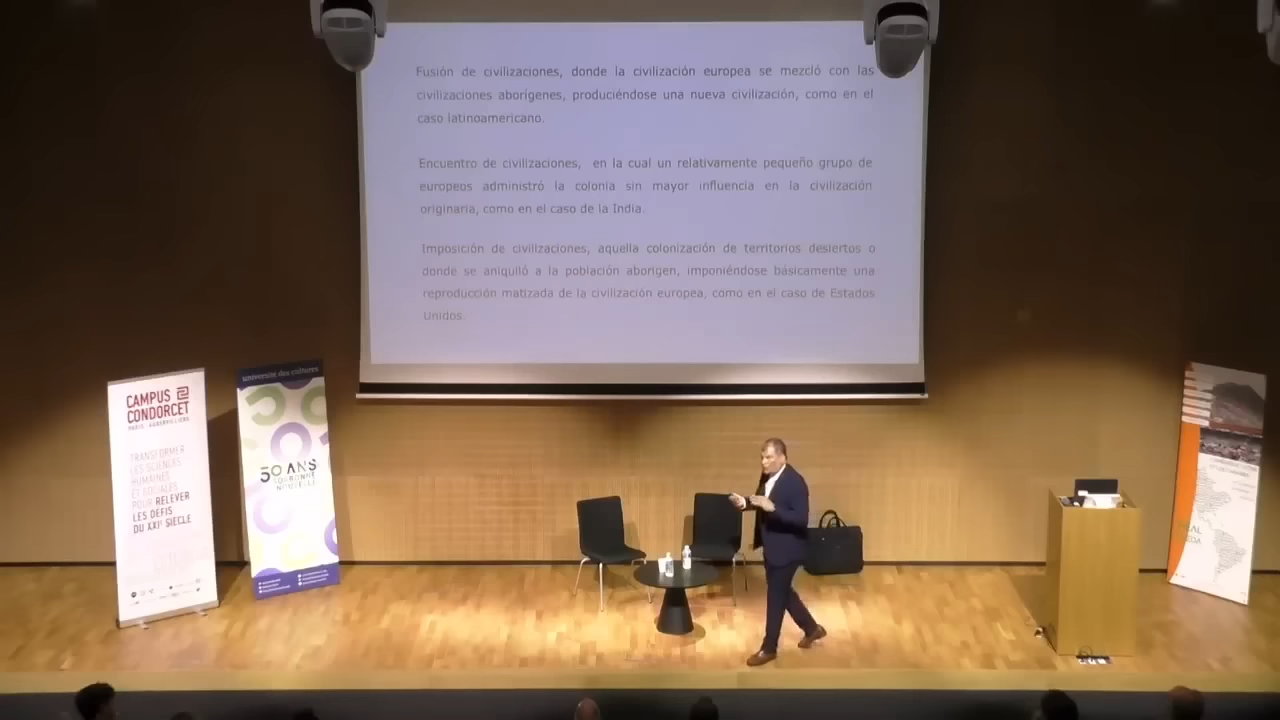 Fusión de civilizaciones, donde la civilización europea se mezcló con las
civilizaciones aborígenes, produciéndose una nueva civilización, como en el
caso latinoamericano.
Encuentro de civilizaciones, en la cual un relativamente pequeño grupo de
europeos administró la colonia sin mayor influencia en la civilización
originaria, como en el caso de la India.
Imposición de civilizaciones, aquella colonización de territorios desiertos o
donde se aniquiló a la población aborigen, imponiéndose básicamente una
reproducción matizada de la civilización europea, como en el caso de Estados
Unidos.
CAMPUS
CONDORCET
PARIS - AUBERVILLIERS
TRANSFORMER
LES SCIENCES
HUMAINES
ET SOCIALES
POUR RELEVER
LES DÉFIS
DU XXIe SIÈCLE
université des cultures
50 ANS
SORBONNE
NOUVELLE